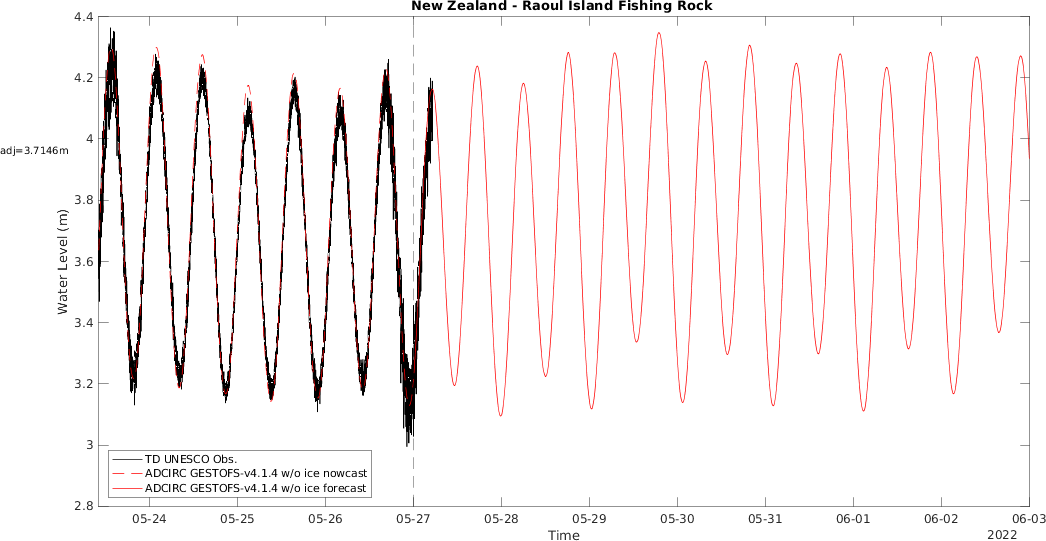 New Zealand - Raoul Island Fishing Rock
4.4
4.2
4
adj=3.7146m
3.8
3.6
3.4
3.2
3
2.8
Water Level (m)
TD UNESCO Obs.
ADCIRC GESTOFS-v4.1.4 w/o ice nowcast
ADCIRC GESTOFS-v4.1.4 w/o ice forecast
05-24 05-25 05-26 05-27 05-28 05-29 05-30 05-31 06-01 06-02 06-03
Time
2022